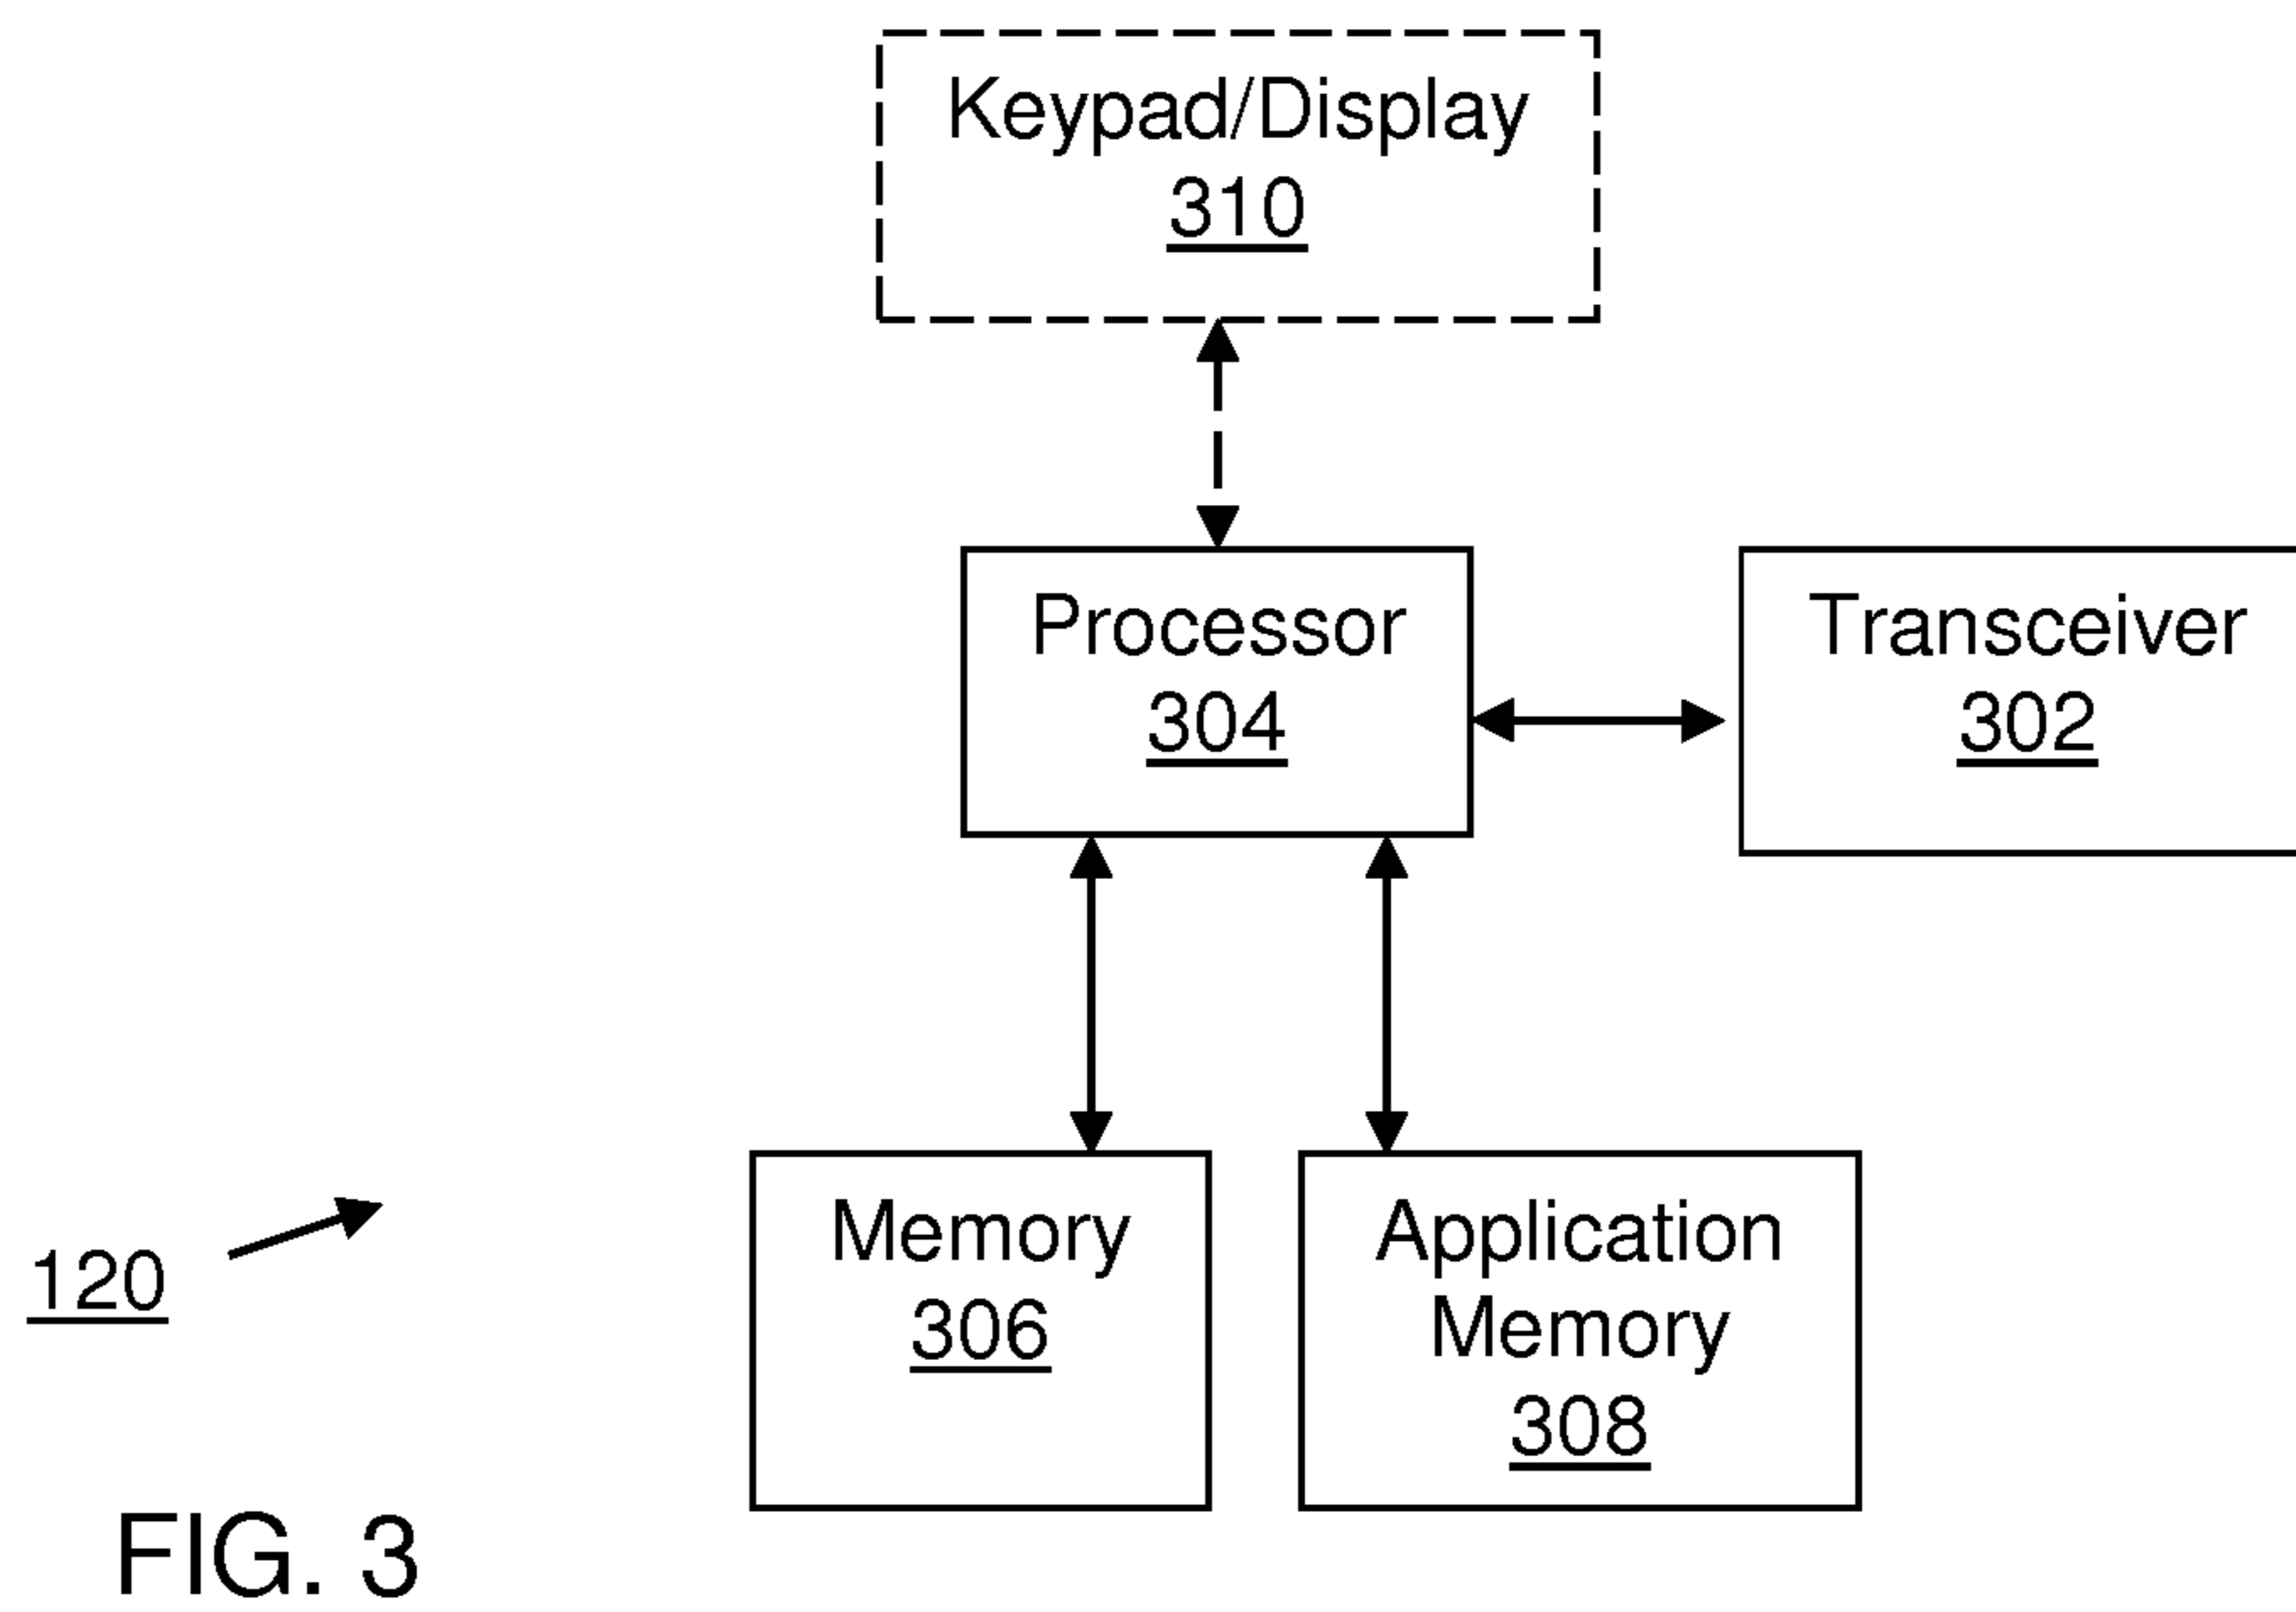 Keypad/Display
310
Processor
304
Transceiver
302
Memory
306
Application
Memory
308
120
FIG. 3